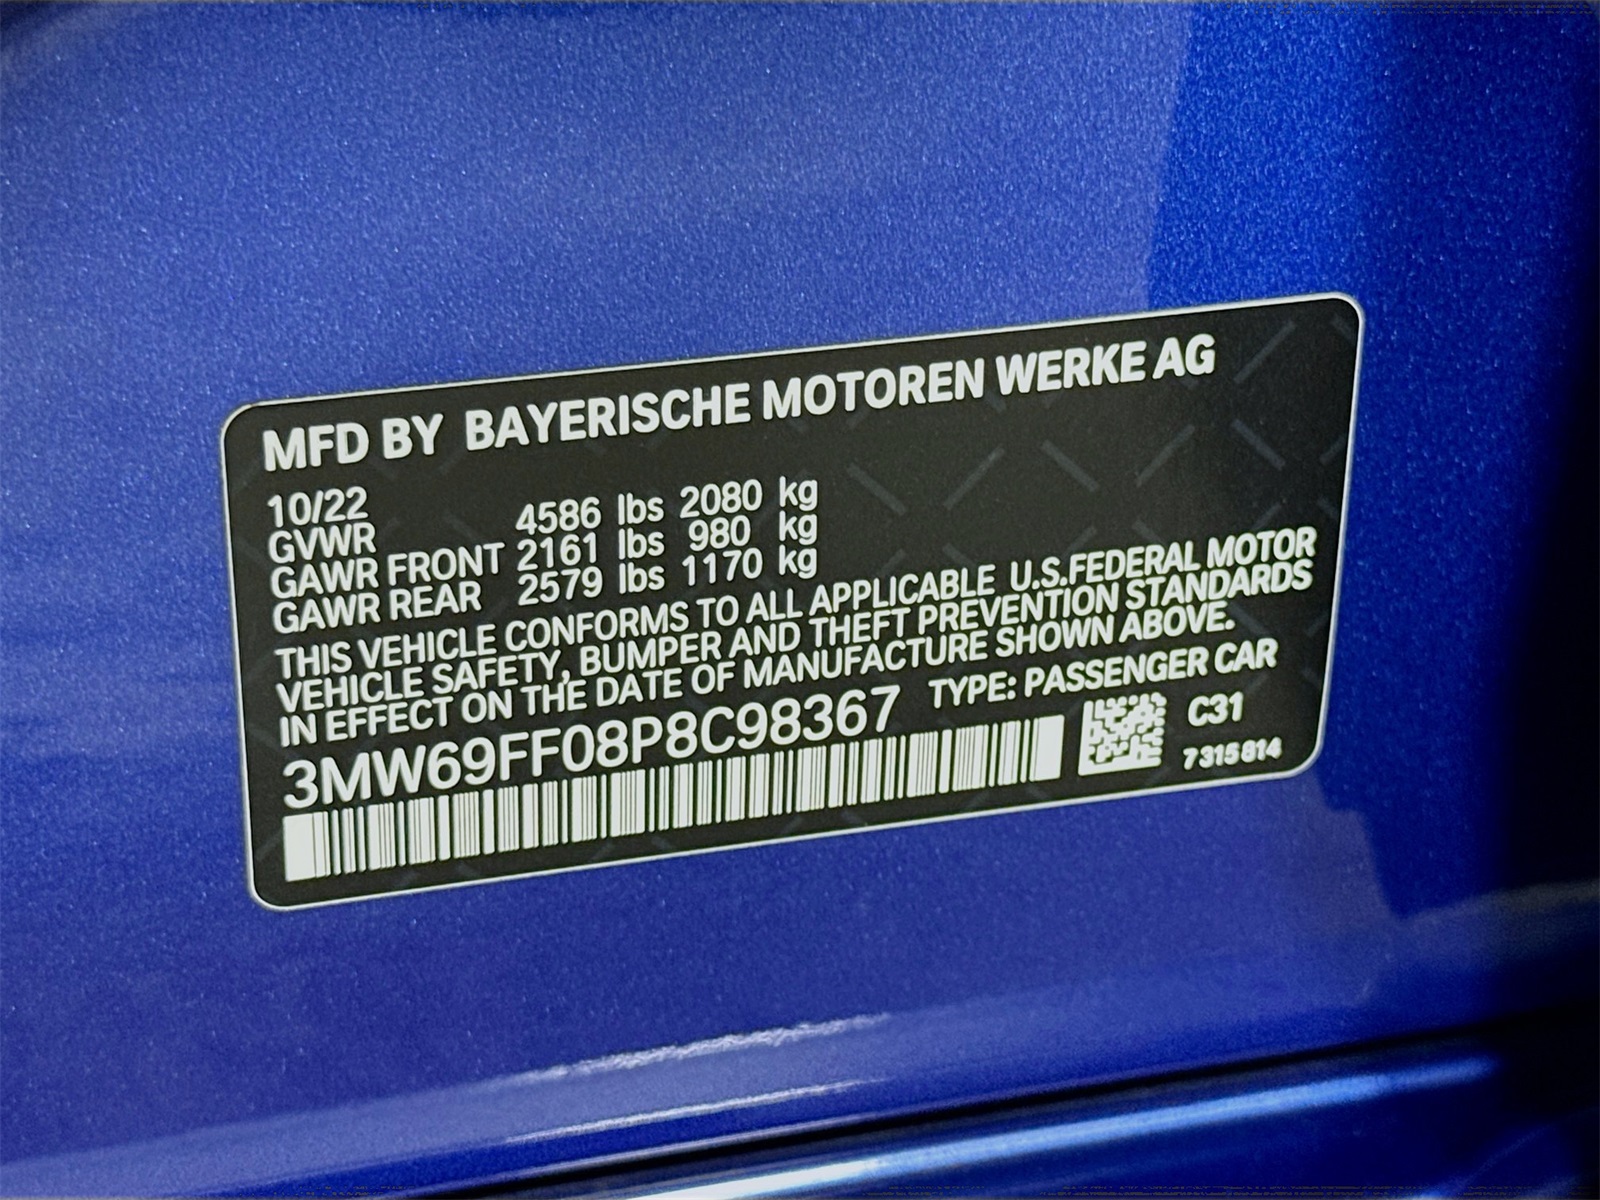 MFD BY BAYERISCHE MOTOREN WERKE AG
10/22
GVWR 4586 lbs 2080 kg
GAWR FRONT 2161 lbs 980 kg
GAWR REAR 2579 lbs 1170 kg
THIS VEHICLE CONFORMS TO ALL APPLICABLE U.S.FEDERAL MOTOR
VEHICLE SAFETY, BUMPER AND THEFT PREVENTION STANDARDS
IN EFFECT ON THE DATE OF MANUFACTURE SHOWN ABOVE.
3MW69FF08P8C98367 TYPE: PASSENGER CAR
C31
7315814